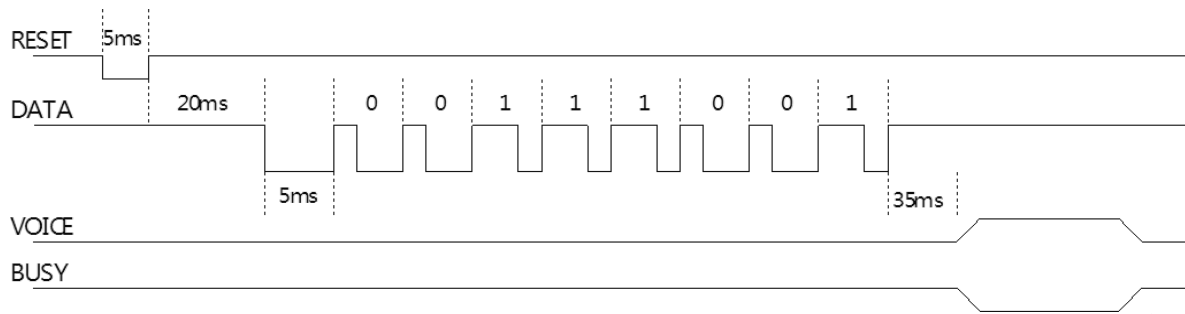 RESET 5ms
DATA 20ms 0 0 1 1 1 0 0 1
5ms 35ms
VOICE
BUSY